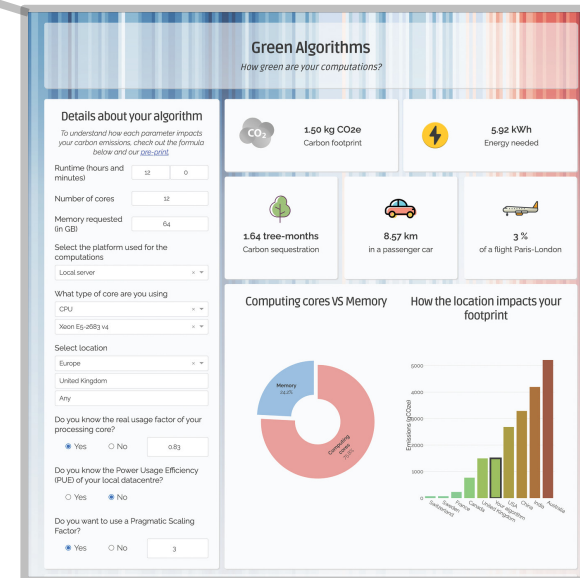 Green Algorithms
How green are your computations?
Details about your algorithm
To understand how each parameter impacts
your carbon emissions, check out the formula
below and our pre-print.
Runtime (hours and
minutes)
12
0
Number of cores
12
Memory requested
(in GB)
64
Select the platform used for the
computations
Local server
What type of core are you using
CPU
Xeon E5-2683 v4
Select location
Europe
United Kingdom
Any
Do you know the real usage factor of your
processing core?
Yes
No
0.83
Do you know the Power Usage Efficiency
(PUE) of your local datacentre?
Yes
No
Do you want to use a Pragmatic Scaling
Factor?
Yes
No
3
CO2
1.50 kg CO2e
Carbon footprint
5.92 kWh
Energy needed
1.64 tree-months
Carbon sequestration
8.57 km
in a passenger car
3 %
of a flight Paris-London
Computing cores VS Memory
Memory
Computing
cores
How the location impacts your
footprint
Emissions (gCO2e)
5000
4000
3000
2000
1000
0
Switzerland
Sweden
France
Canada
United Kingdom
Your algorithm
USA
China
India
Australia